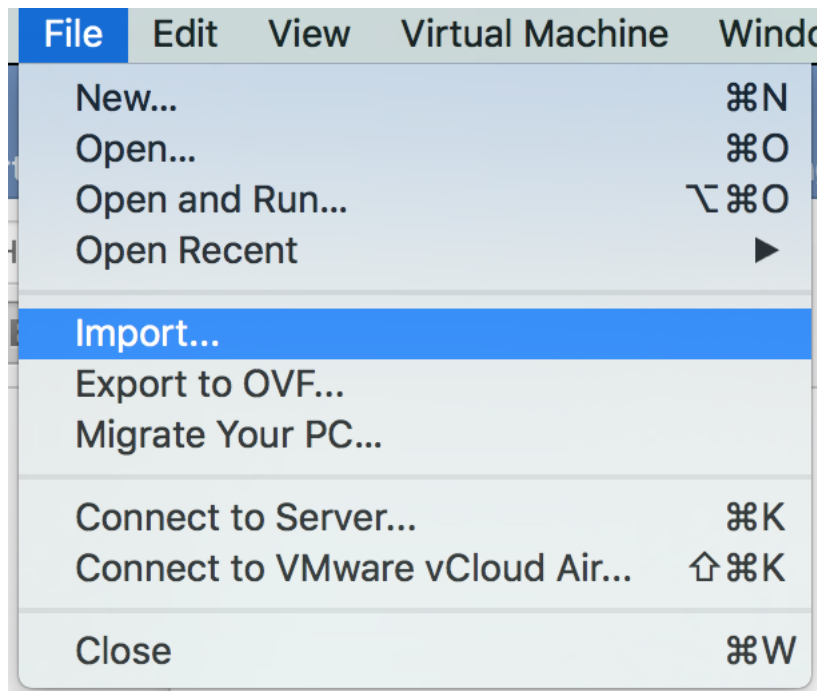 File Edit View Virtual Machine
New... ⌘N
Open... ⌘O
Open and Run... ⌥⌘O
Open Recent ▶
Import...
Export to OVF...
Migrate Your PC...
Connect to Server... ⌘K
Connect to VMware vCloud Air... ⇧⌘K
Close ⌘W